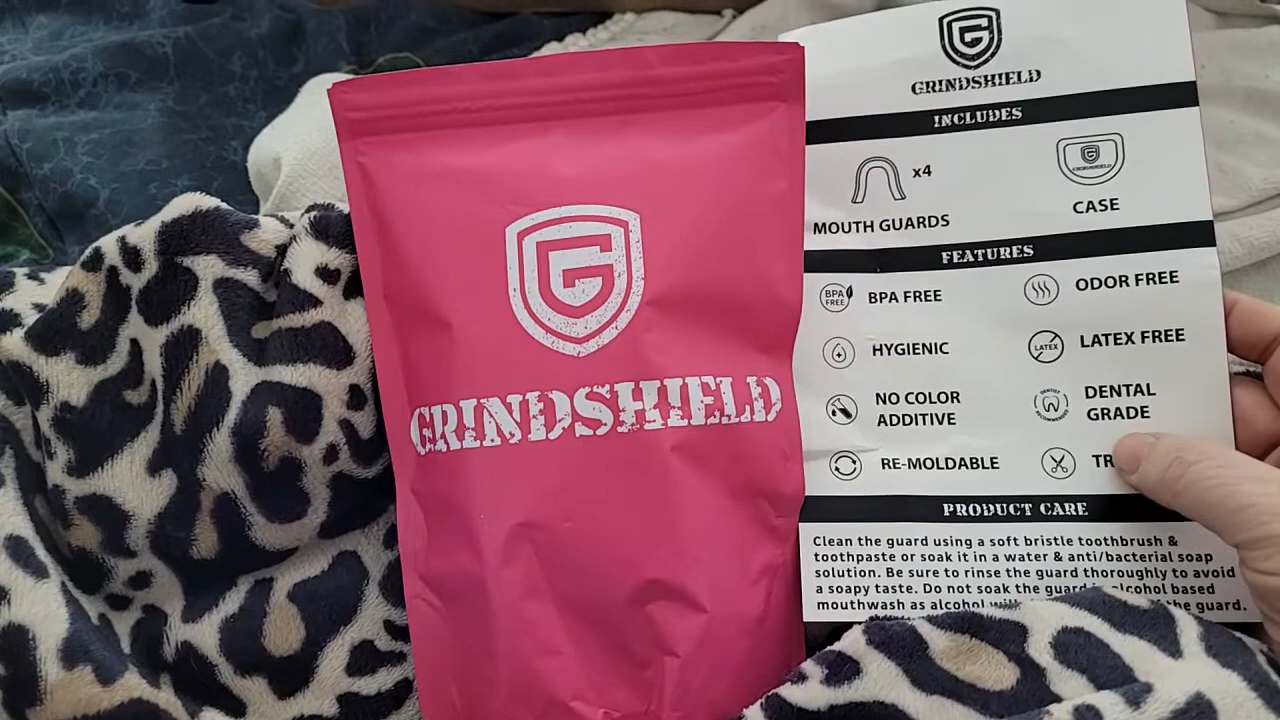 GRINDSHIELD
GRINDSHIELD
INCLUDES
x4
MOUTH GUARDS
CASE
FEATURES
BPA FREE
BPA FREE
ODOR FREE
HYGIENIC
LATEX
LATEX FREE
NO COLOR
ADDITIVE
DENTAL
GRADE
RE-MOLDABLE
PRODUCT CARE
Clean the guard using a soft bristle toothbrush &
toothpaste or soak it in a water & anti/bacterial soap
solution. Be sure to rinse the guard thoroughly to avoid
a soapy taste. Do not soak the guard in alcohol based
mouthwash as alcohol will the guard.